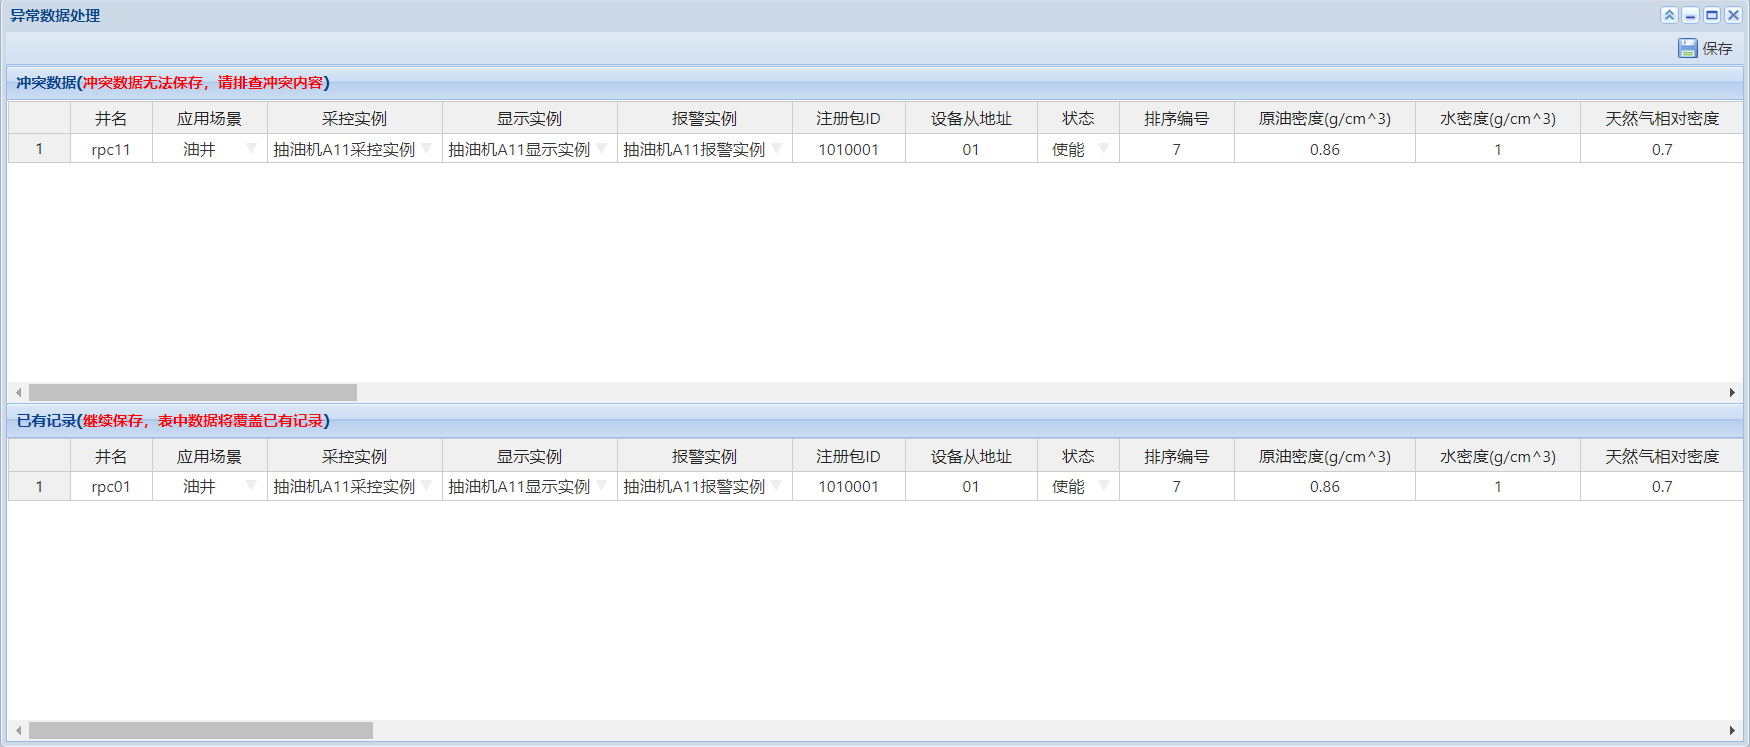 异常数据处理
保存
冲突数据(冲突数据无法保存，请排查冲突内容)
井名 应用场景 采控实例 显示实例 报警实例 注册包ID 设备从地址 状态 排序编号 原油密度(g/cm^3) 水密度(g/cm^3) 天然气相对密度
1 rpc11 油井 抽油机A11采控实例 抽油机A11显示实例 抽油机A11报警实例 1010001 01 使能 7 0.86 1 0.7
已有记录(继续保存，表中数据将覆盖已有记录)
井名 应用场景 采控实例 显示实例 报警实例 注册包ID 设备从地址 状态 排序编号 原油密度(g/cm^3) 水密度(g/cm^3) 天然气相对密度
1 rpc01 油井 抽油机A11采控实例 抽油机A11显示实例 抽油机A11报警实例 1010001 01 使能 7 0.86 1 0.7